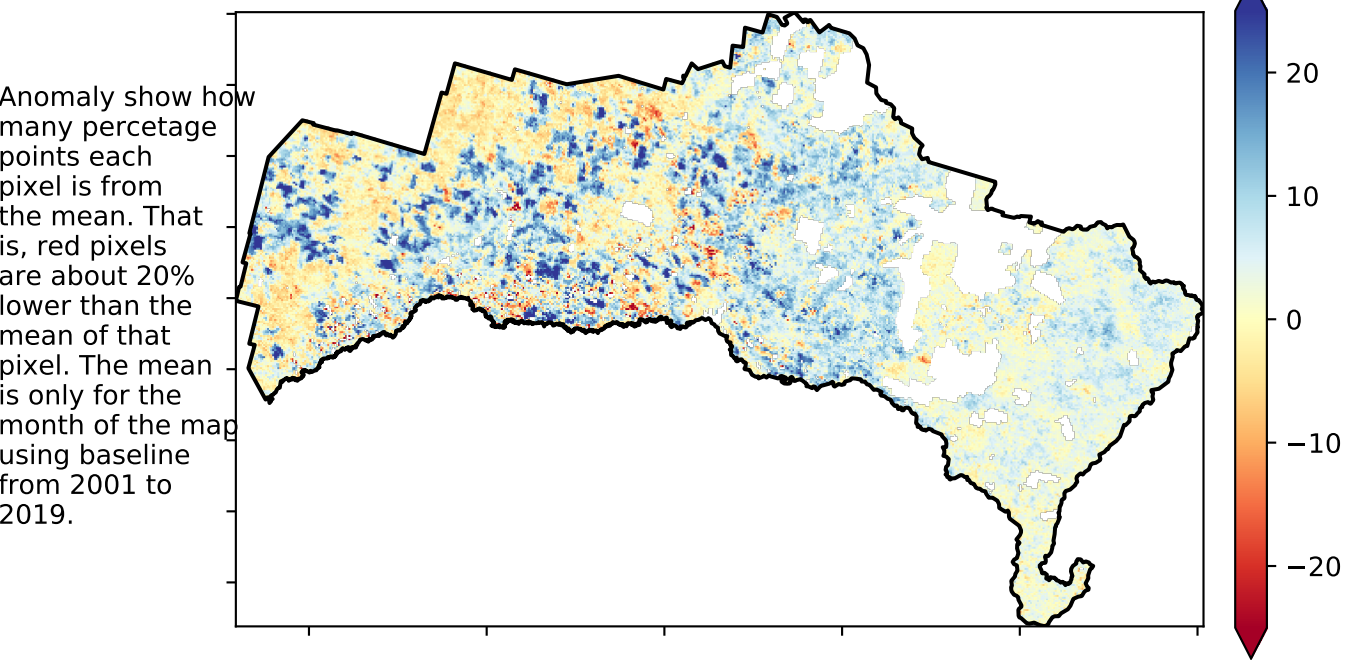 Anomaly show how
many percetage
points each
pixel is from
the mean. That
is, red pixels
are about 20%
lower than the
mean of that
pixel. The mean
is only for the
month of the map
using baseline
from 2001 to
2019.
20
10
0
−10
−20